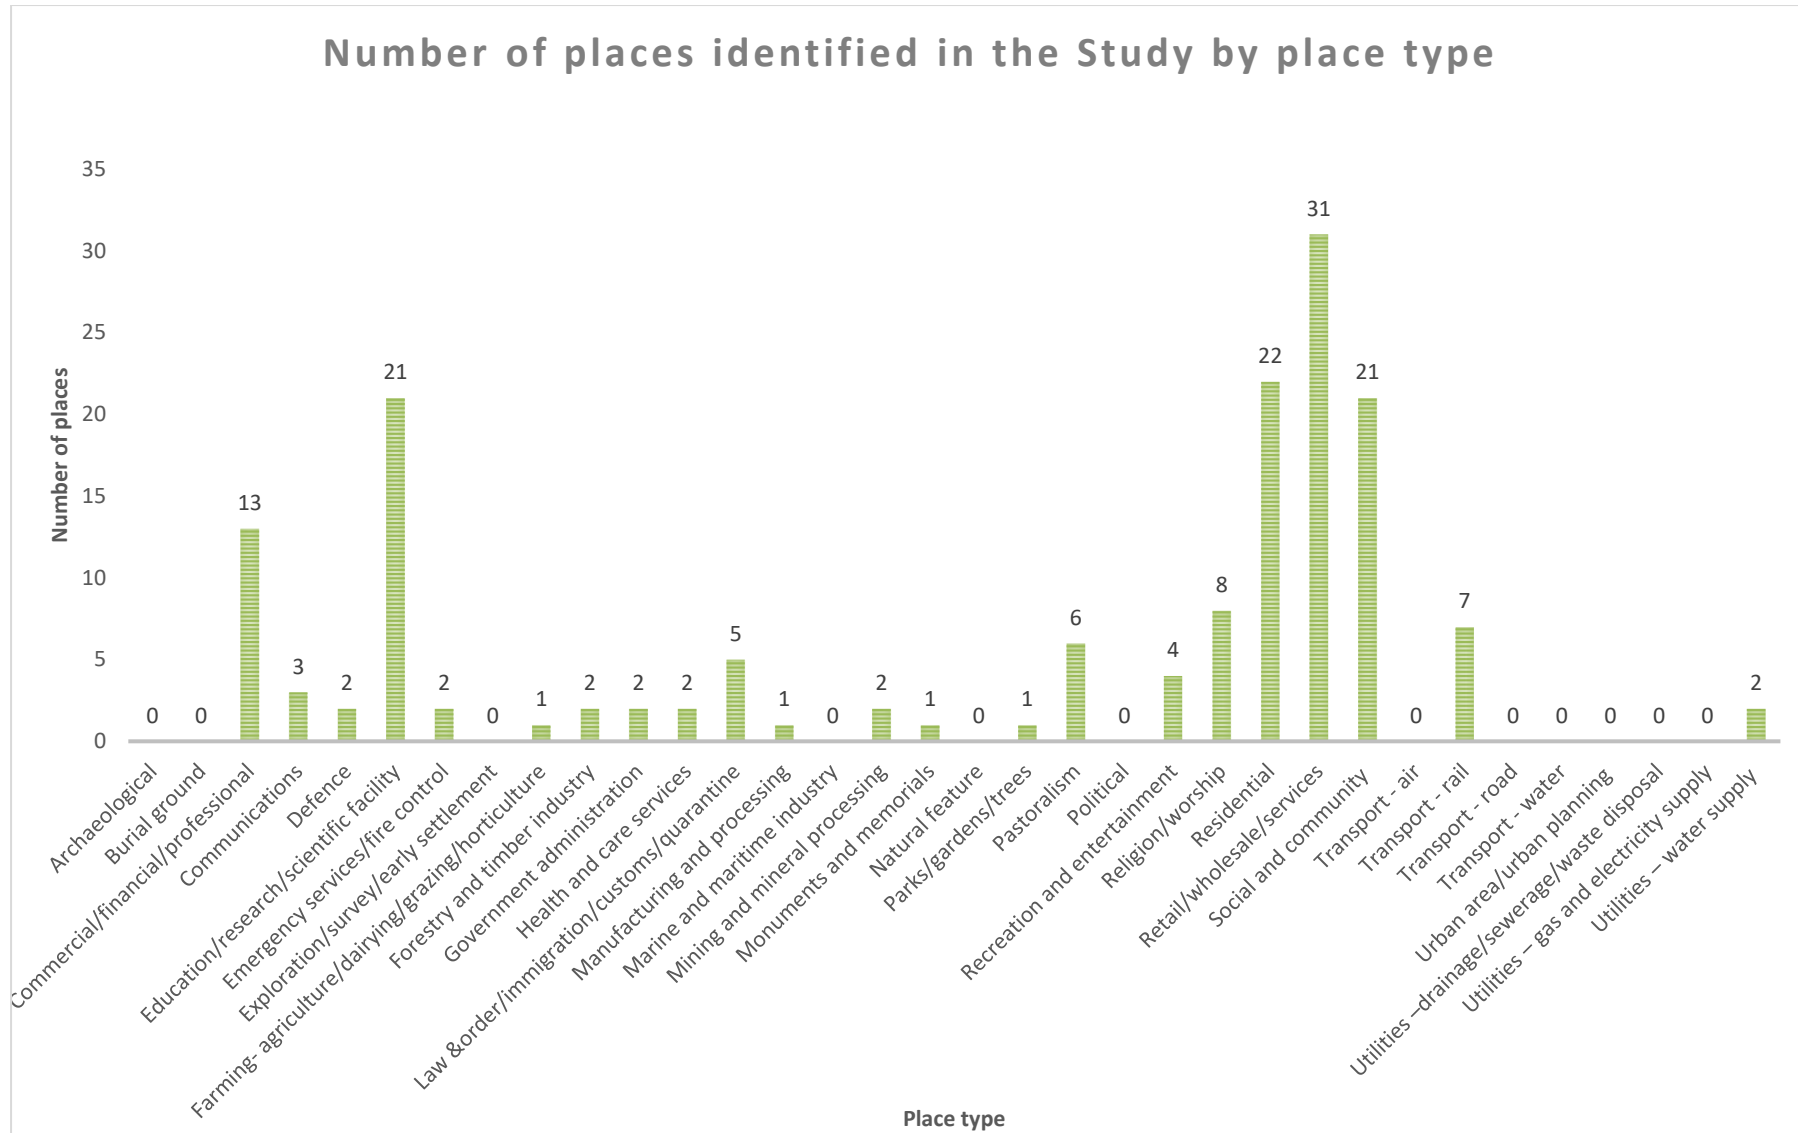 Number of places identified in the Study by place type
Number of places
35
30
25
20
15
10
5
0
0
0
13
3
2
21
2
0
1
2
2
2
5
1
0
2
1
0
1
6
0
4
8
22
31
21
0
7
0
0
0
0
0
2
Archaeological
Burial ground
Commercial/financial/professional
Communications
Defence
Education/research/scientific facility
Emergency services/fire control
Exploration/survey/early settlement
Farming- agriculture/dairying/grazing/horticulture
Forestry and timber industry
Government administration
Health and care services
Law &order/immigration/customs/quarantine
Manufacturing and processing
Marine and maritime industry
Mining and mineral processing
Monuments and memorials
Natural feature
Parks/gardens/trees
Pastoralism
Political
Recreation and entertainment
Religion/worship
Residential
Retail/wholesale/services
Social and community
Transport - air
Transport - rail
Transport - road
Transport - water
Urban area/urban planning
Utilities –drainage/sewerage/waste disposal
Utilities – gas and electricity supply
Utilities – water supply
Place type